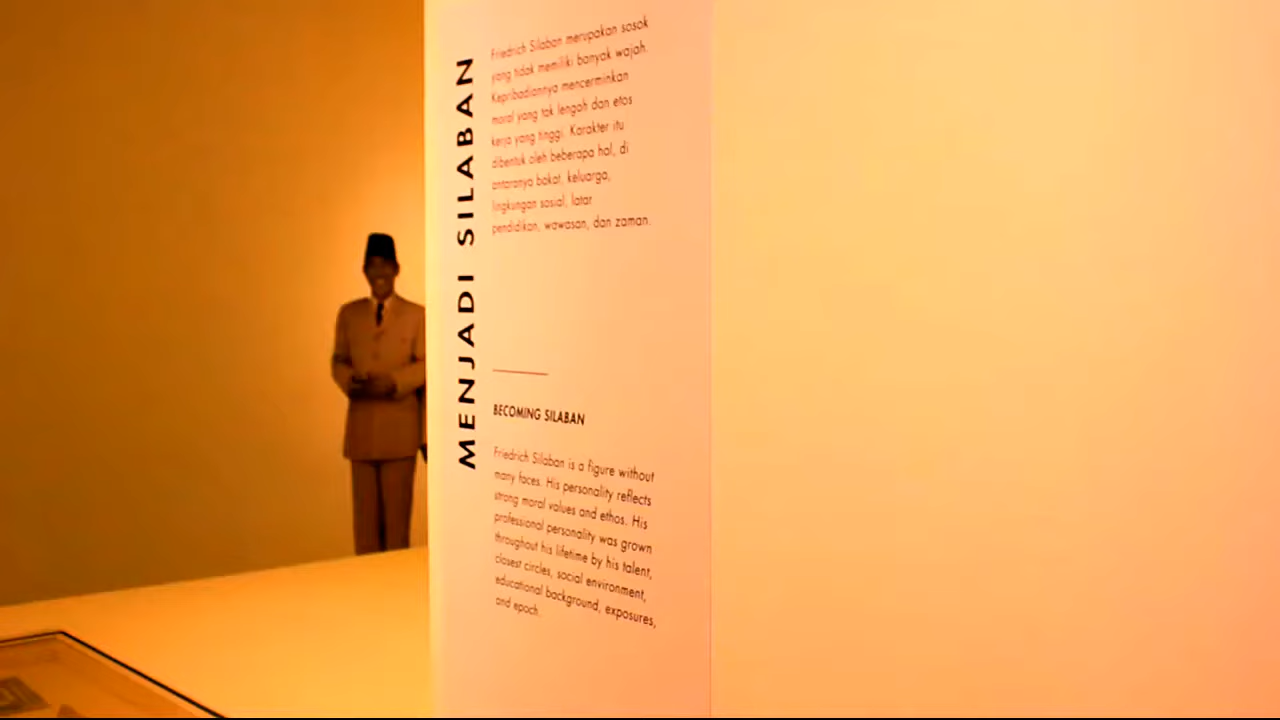 MENJADI SILABAN
Friedrich Silaban merupakan sosok
yang tidak memiliki banyak wajah.
Kepribadiannya mencerminkan
moral yang tak lengah dan etos
kerja yang tinggi. Karakter itu
dibentuk oleh beberapa hal, di
antaranya bakat, keluarga,
lingkungan sosial, latar
pendidikan, wawasan, dan zaman.
BECOMING SILABAN
Friedrich Silaban is a figure without
many faces. His personality reflects
strong moral values and ethos. His
professional personality was grown
throughout his lifetime by his talent,
closest circles, social environment,
educational background, exposures,
and epoch.